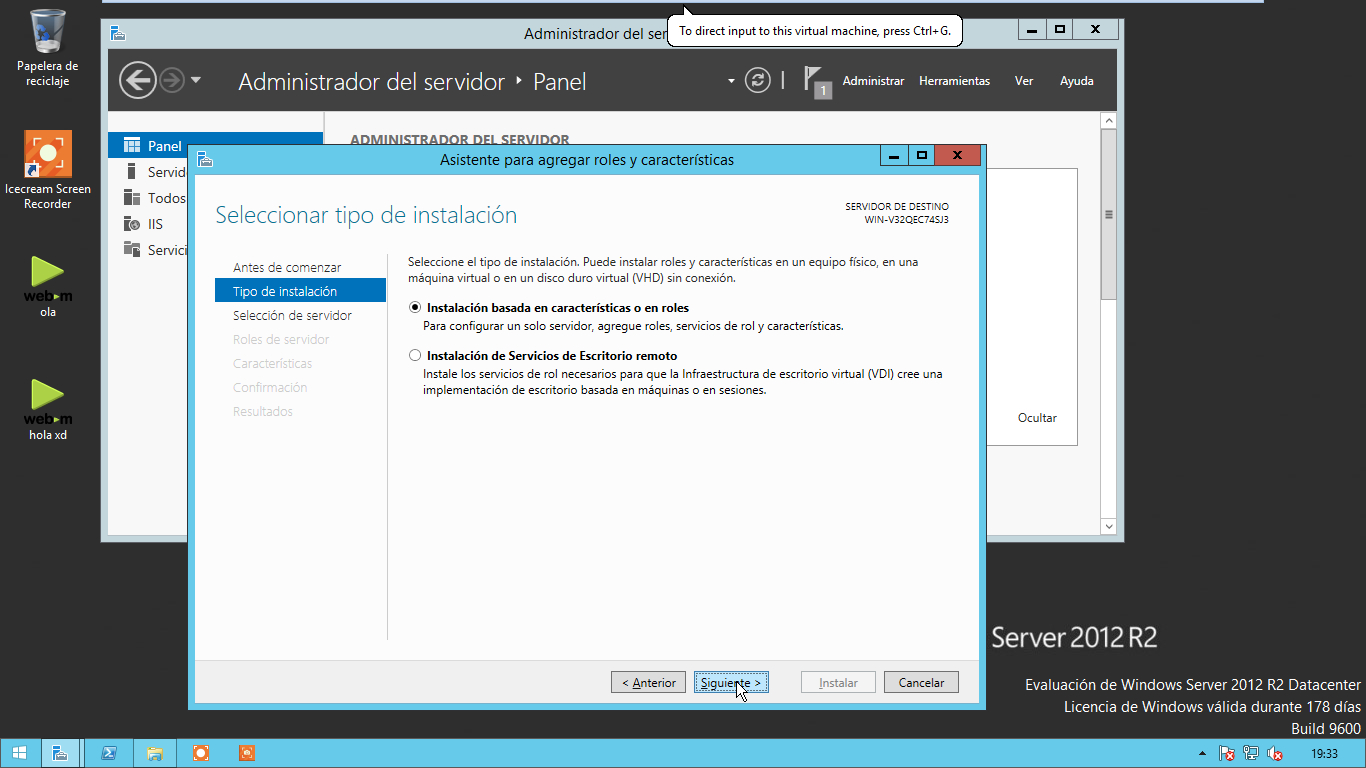 To direct input to this virtual machine, press Ctrl+G.
Administrador del ser
Papelera de
reciclaje
Administrador del servidor
Panel
1
Administrar
Herramientas
Ver
Ayuda
ADMINISTRADOR DEL SERVIDOR
Panel
Servid
Todos
IIS
Servici
Icecream Screen
Recorder
web m
ola
web m
hola xd
Asistente para agregar roles y características
Seleccionar tipo de instalación
SERVIDOR DE DESTINO
WIN-V32QEC74SJ3
Antes de comenzar
Tipo de instalación
Selección de servidor
Roles de servidor
Características
Confirmación
Resultados
Seleccione el tipo de instalación. Puede instalar roles y características en un equipo físico, en una
máquina virtual o en un disco duro virtual (VHD) sin conexión.
Instalación basada en características o en roles
Para configurar un solo servidor, agregue roles, servicios de rol y características.
Instalación de Servicios de Escritorio remoto
Instale los servicios de rol necesarios para que la Infraestructura de escritorio virtual (VDI) cree una
implementación de escritorio basada en máquinas o en sesiones.
Ocultar
< Anterior
Siguiente >
Instalar
Cancelar
Server 2012 R2
Evaluación de Windows Server 2012 R2 Datacenter
Licencia de Windows válida durante 178 días
Build 9600
19:33